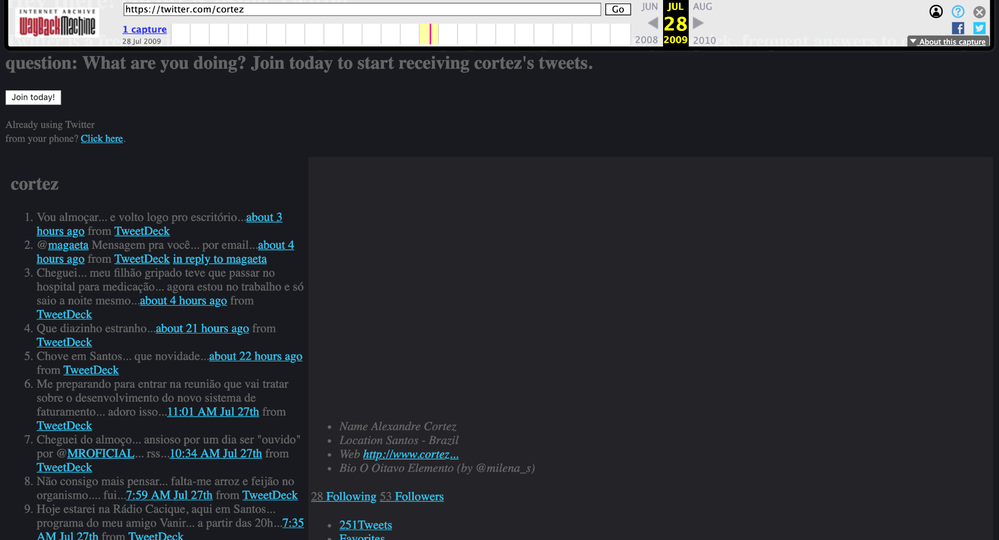 INTERNET ARCHIVE
WayBackMachine
https://twitter.com/cortez
Go
1 capture
28 Jul 2009
JUN
JUL
AUG
28
2008
2009
2010
About this capture
question: What are you doing? Join today to start receiving cortez's tweets.
Join today!
Already using Twitter
from your phone? Click here.
cortez
1. Vou almoçar... e volto logo pro escritório...about 3
hours ago from TweetDeck
2. @magaeta Mensagem pra você... por email...about 4
hours ago from TweetDeck in reply to magaeta
3. Cheguei... meu filhão gripado teve que passar no
hospital para medicação... agora estou no trabalho e só
saio a noite mesmo...about 4 hours ago from
TweetDeck
4. Que diazinho estranho...about 21 hours ago from
TweetDeck
5. Chove em Santos... que novidade...about 22 hours ago
from TweetDeck
6. Me preparando para entrar na reunião que vai tratar
sobre o desenvolvimento do novo sistema de
faturamento... adoro isso...11:01 AM Jul 27th from
TweetDeck
7. Cheguei do almoço... ansioso por um dia ser "ouvido"
por @MROFICIAL... rss...10:34 AM Jul 27th from
TweetDeck
8. Não consigo mais pensar... falta-me arroz e feijão no
organismo.... fui...7:59 AM Jul 27th from TweetDeck
9. Hoje estarei na Rádio Cacique, aqui em Santos...
programa do meu amigo Vanir... a partir das 20h...7:35
AM Jul 27th from TweetDeck
• Name Alexandre Cortez
• Location Santos - Brazil
• Web http://www.cortez...
• Bio O Oitavo Elemento (by @milena_s)
28 Following 53 Followers
• 251Tweets
• Favorites